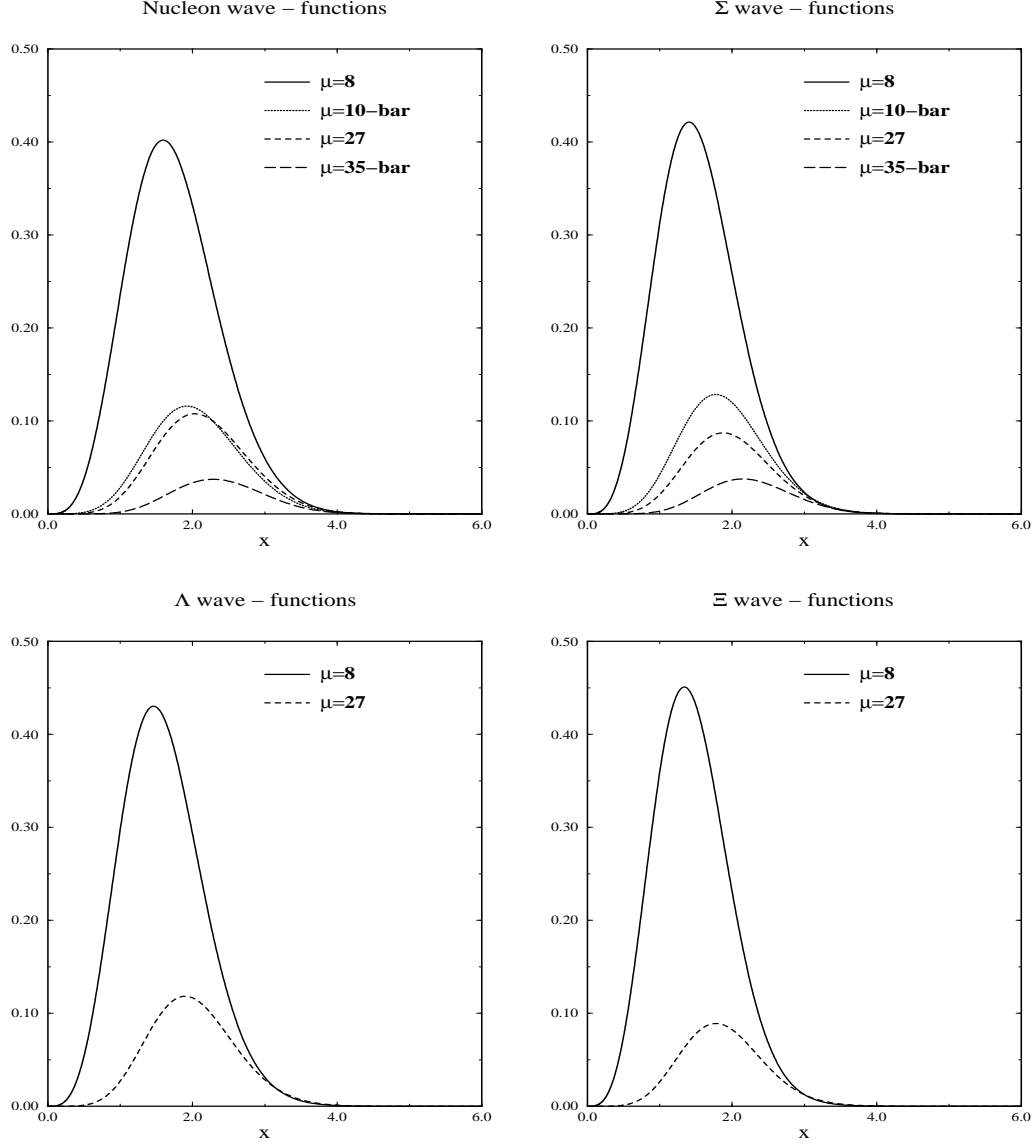 Nucleon wave – functions
0.50
0.40
0.30
0.20
0.10
0.00
0.0
2.0
4.0
6.0
x
μ=8
μ=10–bar
μ=27
μ=35–bar
Σ wave – functions
0.50
0.40
0.30
0.20
0.10
0.00
0.0
2.0
4.0
6.0
x
μ=8
μ=10–bar
μ=27
μ=35–bar
Λ wave – functions
0.50
0.40
0.30
0.20
0.10
0.00
0.0
2.0
4.0
6.0
x
μ=8
μ=27
Ξ wave – functions
0.50
0.40
0.30
0.20
0.10
0.00
0.0
2.0
4.0
6.0
x
μ=8
μ=27